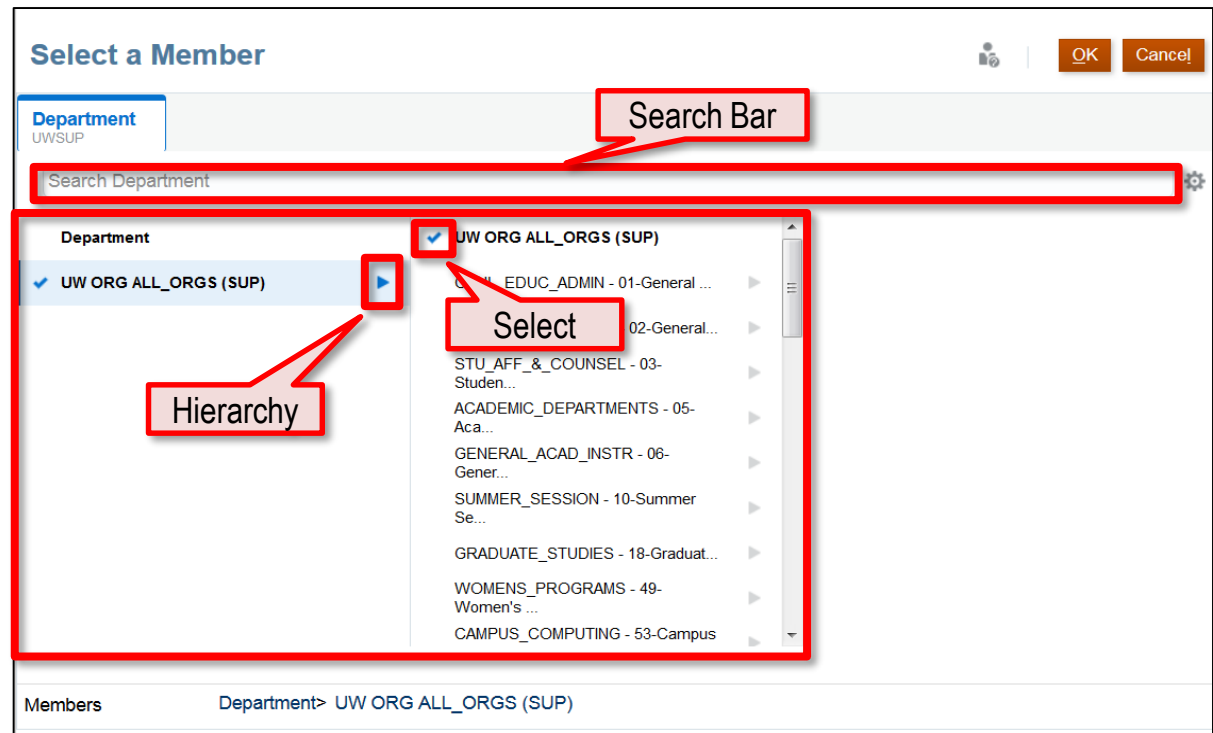 Select a Member
OK
Cancel
Department
UWSUP
Search Bar
Search Department
Department
UW ORG ALL_ORGS (SUP)
UW ORG ALL_ORGS (SUP)
EDUC_ADMIN - 01-General ...
Select
02-General...
STU_AFF_&_COUNSEL - 03-
Studen...
Hierarchy
ACADEMIC_DEPARTMENTS - 05-
Aca...
GENERAL_ACAD_INSTR - 06-
Gener...
SUMMER_SESSION - 10-Summer
Se...
GRADUATE_STUDIES - 18-Graduat...
WOMENS_PROGRAMS - 49-
Women's ...
CAMPUS_COMPUTING - 53-Campus
Members
Department> UW ORG ALL_ORGS (SUP)